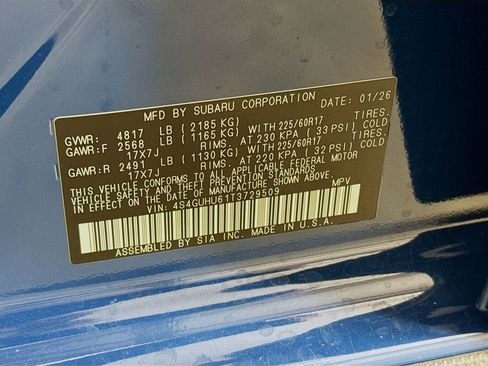 MFD BY SUBARU CORPORATION DATE 01/26
GVWR: 4817 LB (2185 KG)
GAWR:F 2568 LB (1165 KG) WITH 225/60R17 TIRES.
17X7J RIMS. AT 230 KPA (33 PSI) COLD
GAWR:R 2491 LB (1130 KG) WITH 225/60R17 TIRES.
17X7J RIMS. AT 220 KPA (32 PSI) COLD
THIS VEHICLE CONFORMS TO ALL APPLICABLE FEDERAL MOTOR
VEHICLE SAFETY AND THEFT PREVENTION STANDARDS
IN EFFECT ON THE DATE OF MANUFACTURE SHOWN ABOVE.
VIN: 4S4GUHU61T3729509 MPV
ASSEMBLED BY SIA INC. MADE IN U.S.A.